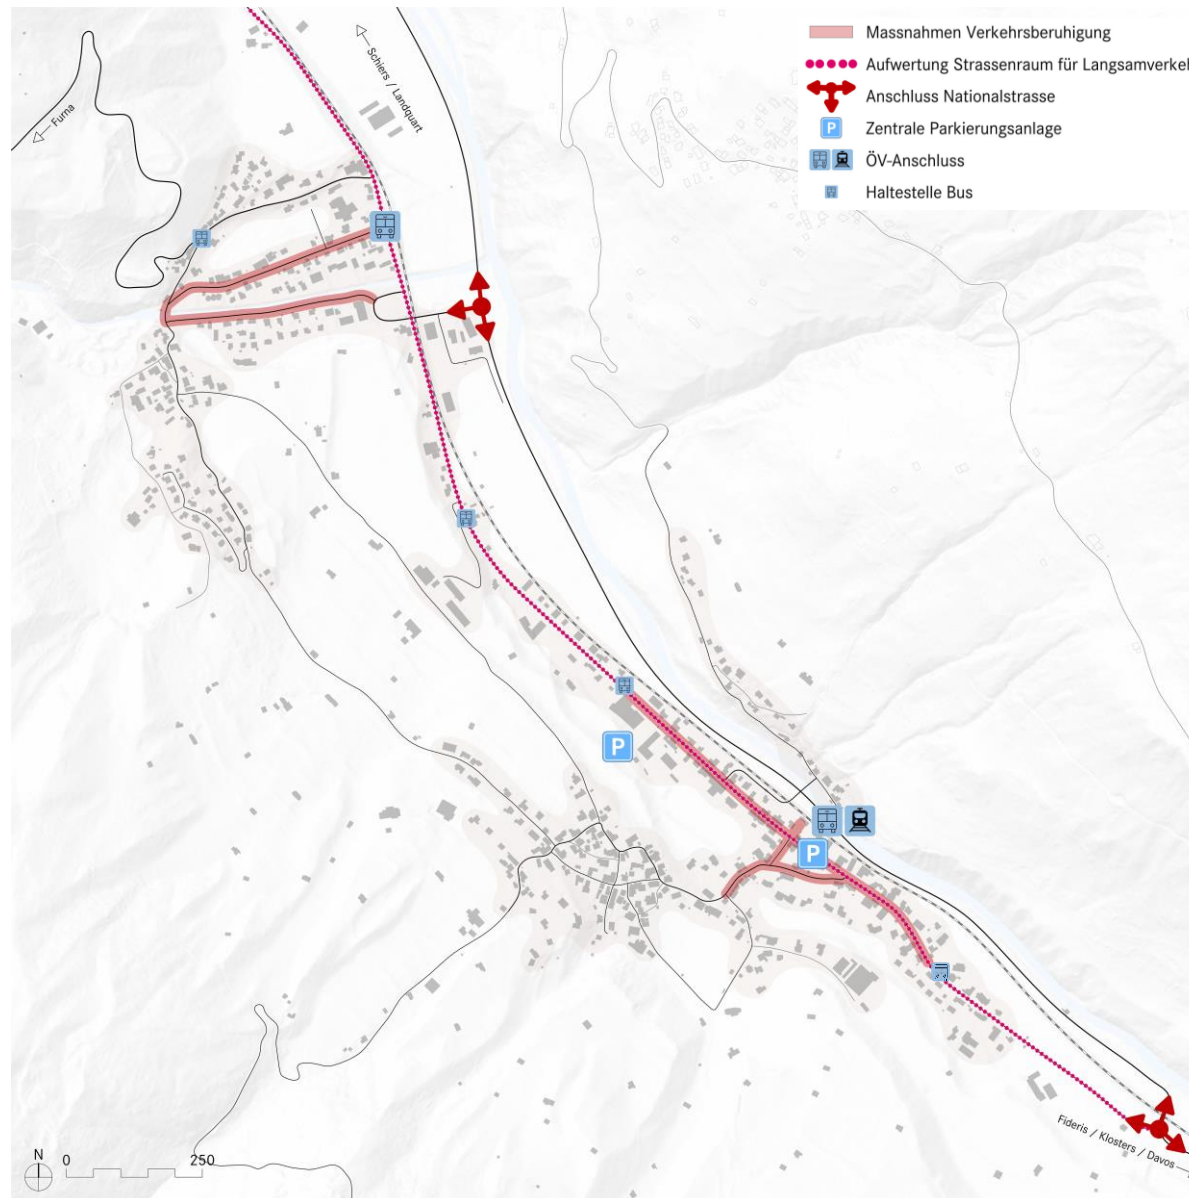 Massnahmen Verkehrsberuhigung
Aufwertung Strassenraum für Langsamverkel
Anschluss Nationalstrasse
P Zentrale Parkierungsanlage
ÖV-Anschluss
Haltestelle Bus
Schiers / Landquart
Furna
P
P
Fideris / Klosters / Davos
N
0 250